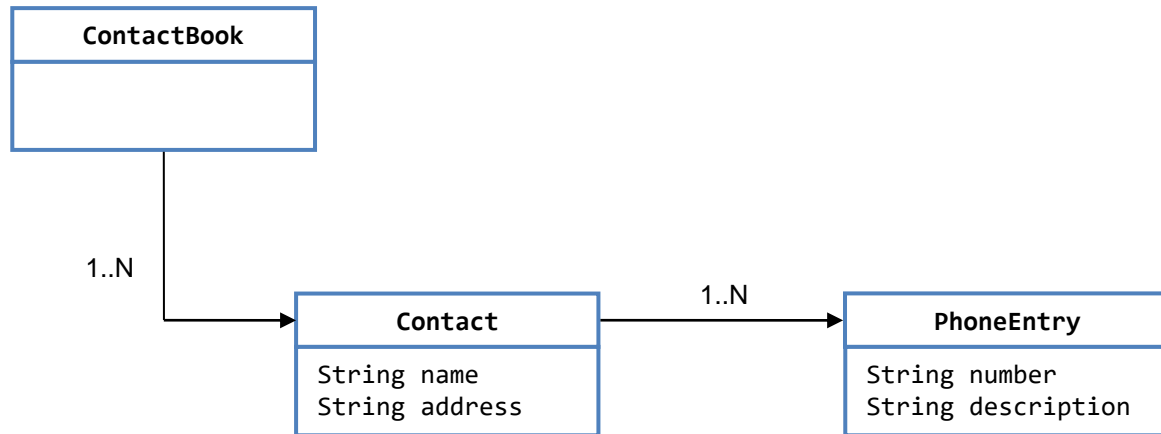 ContactBook
1..N
1..N
Contact
PhoneEntry
String name
String address
String number
String description